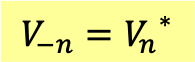 V₋ₙ = Vₙ*